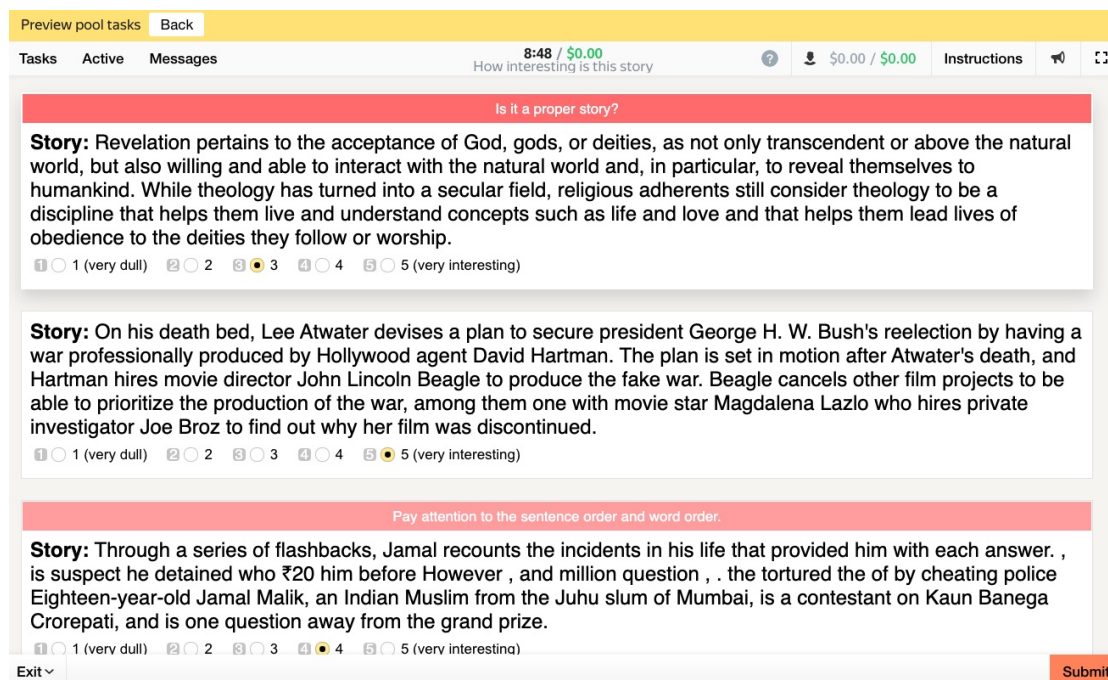 Preview pool tasks Back
Tasks Active Messages 8:48 / $0.00 ? $0.00 / $0.00 Instructions
How interesting is this story
Is it a proper story?
Story: Revelation pertains to the acceptance of God, gods, or deities, as not only transcendent or above the natural
world, but also willing and able to interact with the natural world and, in particular, to reveal themselves to
humankind. While theology has turned into a secular field, religious adherents still consider theology to be a
discipline that helps them live and understand concepts such as life and love and that helps them lead lives of
obedience to the deities they follow or worship.
1 1 (very dull) 2 2 3 3 4 4 5 5 (very interesting)
Story: On his death bed, Lee Atwater devises a plan to secure president George H. W. Bush's reelection by having a
war professionally produced by Hollywood agent David Hartman. The plan is set in motion after Atwater's death, and
Hartman hires movie director John Lincoln Beagle to produce the fake war. Beagle cancels other film projects to be
able to prioritize the production of the war, among them one with movie star Magdalena Lazlo who hires private
investigator Joe Broz to find out why her film was discontinued.
1 1 (very dull) 2 2 3 3 4 4 5 5 (very interesting)
Pay attention to the sentence order and word order.
Story: Through a series of flashbacks, Jamal recounts the incidents in his life that provided him with each answer. ,
is suspect he detained who ₹20 him before However , and million question , . the tortured the of by cheating police
Eighteen-year-old Jamal Malik, an Indian Muslim from the Juhu slum of Mumbai, is a contestant on Kaun Banega
Crorepati, and is one question away from the grand prize.
1 1 (very dull) 2 2 3 3 4 4 5 5 (very interesting)
Exit Submit